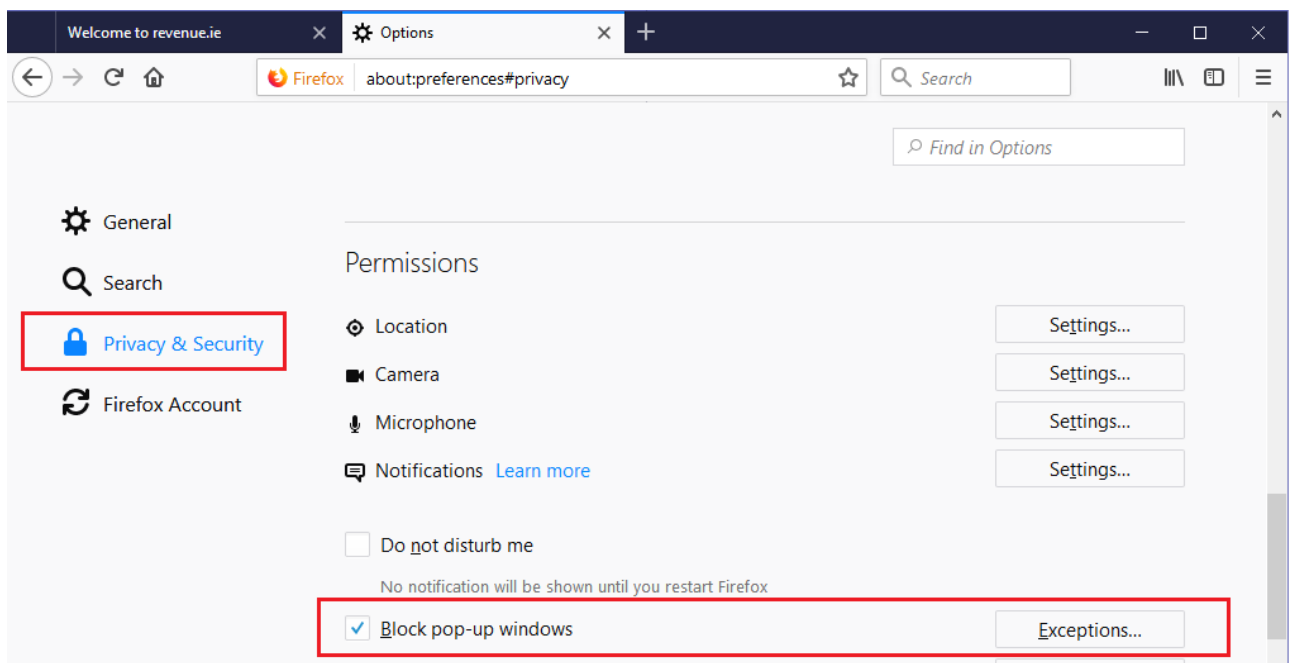 Welcome to revenue.ie
Options
Firefox about:preferences#privacy
Search
Find in Options
General
Search
Privacy & Security
Firefox Account
Permissions
Location Settings...
Camera Settings...
Microphone Settings...
Notifications Learn more Settings...
Do not disturb me
No notification will be shown until you restart Firefox
Block pop-up windows Exceptions...